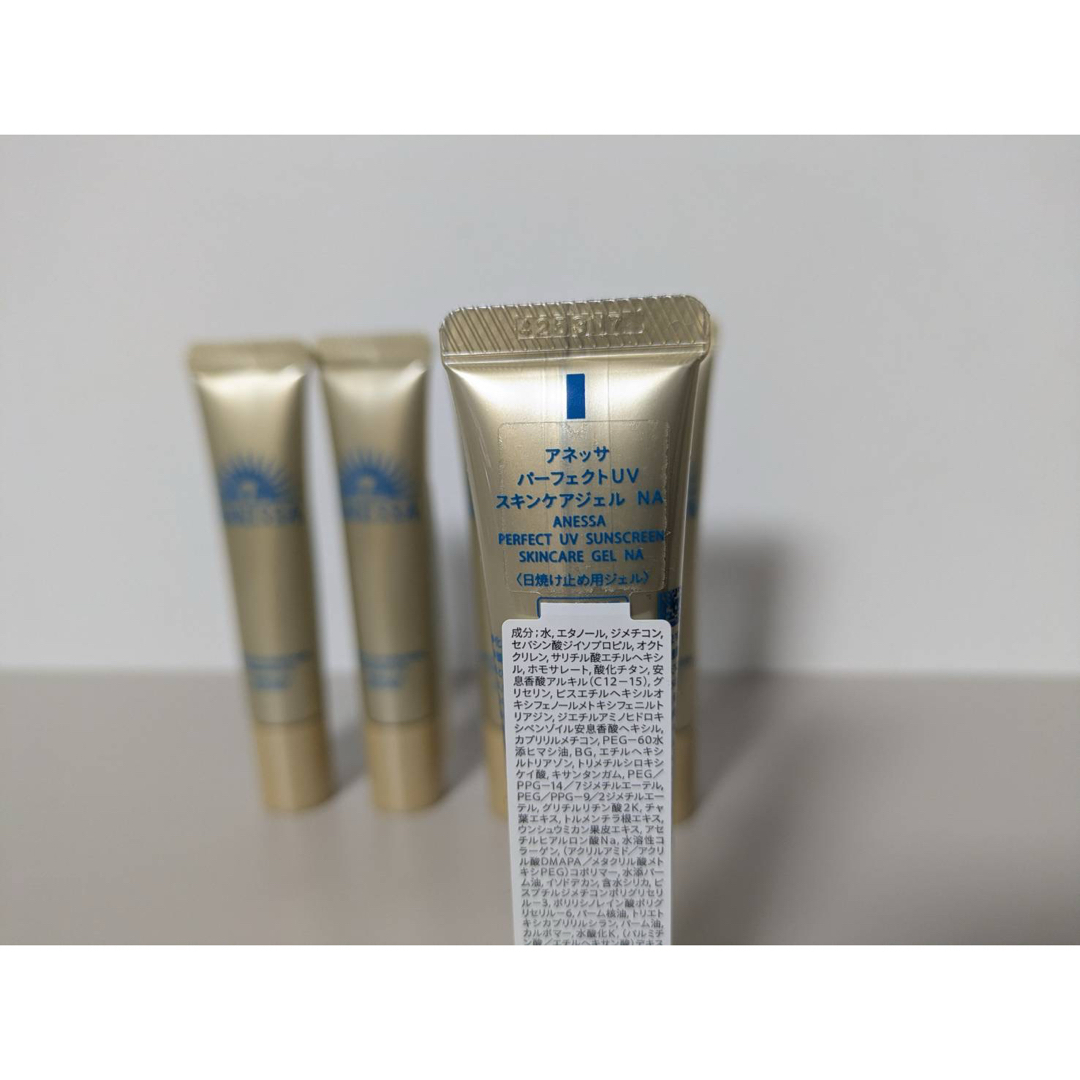 アネッサ
パーフェクトUV
スキンケアジェル NA
ANESSA
PERFECT UV SUNSCREEN
SKINCARE GEL NA
〈日焼け止め用ジェル〉
成分；水, エタノール, ジメチコン,
セバシン酸ジイソプロピル, オクト
クリレン, サリチル酸エチルヘキシ
ル, ホモサレート, 酸化チタン, 安
息香酸アルキル（C12－15）, グ
リセリン, ビスエチルヘキシルオ
キシフェノールメトキシフェニルト
リアジン, ジエチルアミノヒドロキ
シベンゾイル安息香酸ヘキシル,
カプリリルメチコン, PEG－60水
添ヒマシ油, BG, エチルヘキシ
ルトリアゾン, トリメチルシロキシ
ケイ酸, キサンタンガム, PEG／
PPG－14／7ジメチルエーテル,
PEG／PPG－9／2ジメチルエー
テル, グリチルリチン酸2K, チャ
葉エキス, トルメンチラ根エキス,
ウンシュウミカン果皮エキス, アセ
チルヒアルロン酸Na, 水溶性コ
ラーゲン, （アクリルアミド／アクリ
ル酸DMAPA／メタクリル酸メト
キシPEG）コポリマー, 水添パー
ム油, イソドデカン, 含水シリカ, ビ
スブチルジメチコンポリグリセリ
ル－3, ポリリシノレイン酸ポリグ
リセリル－6, パーム核油, トリエト
キシカプリリルシラン, パーム油,
カルボマー, 水酸化K, （パルミチ
ン酸／エチルヘキサン酸）デキス
ANESSA
ANESSA